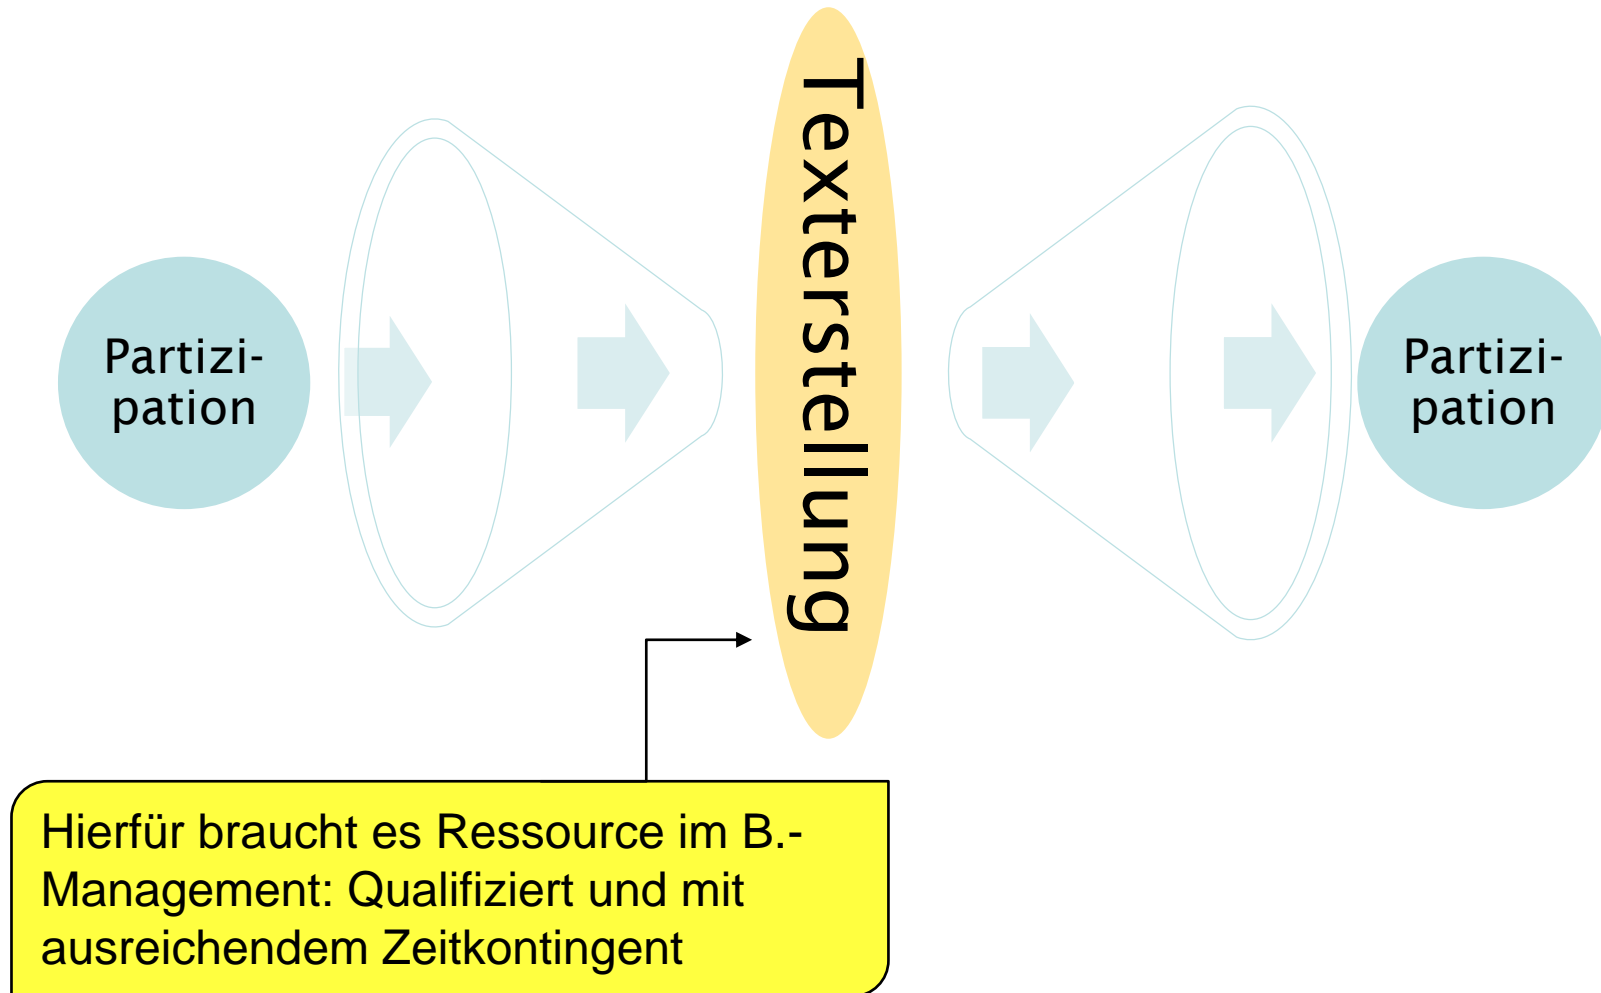 Partizi-
pation
Texterstellung
Partizi-
pation
Hierfür braucht es Ressource im B.-
Management: Qualifiziert und mit
ausreichendem Zeitkontingent